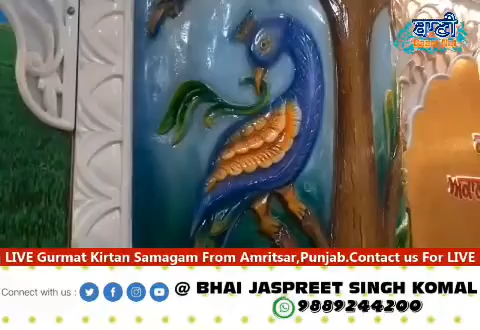 ਬਾਣੀ
LIVE Gurmat Kirtan Samagam From Amritsar,Punjab.Contact us For LIVE
Connect with us :
@ BHAI JASPREET SINGH KOMAL
9889244200